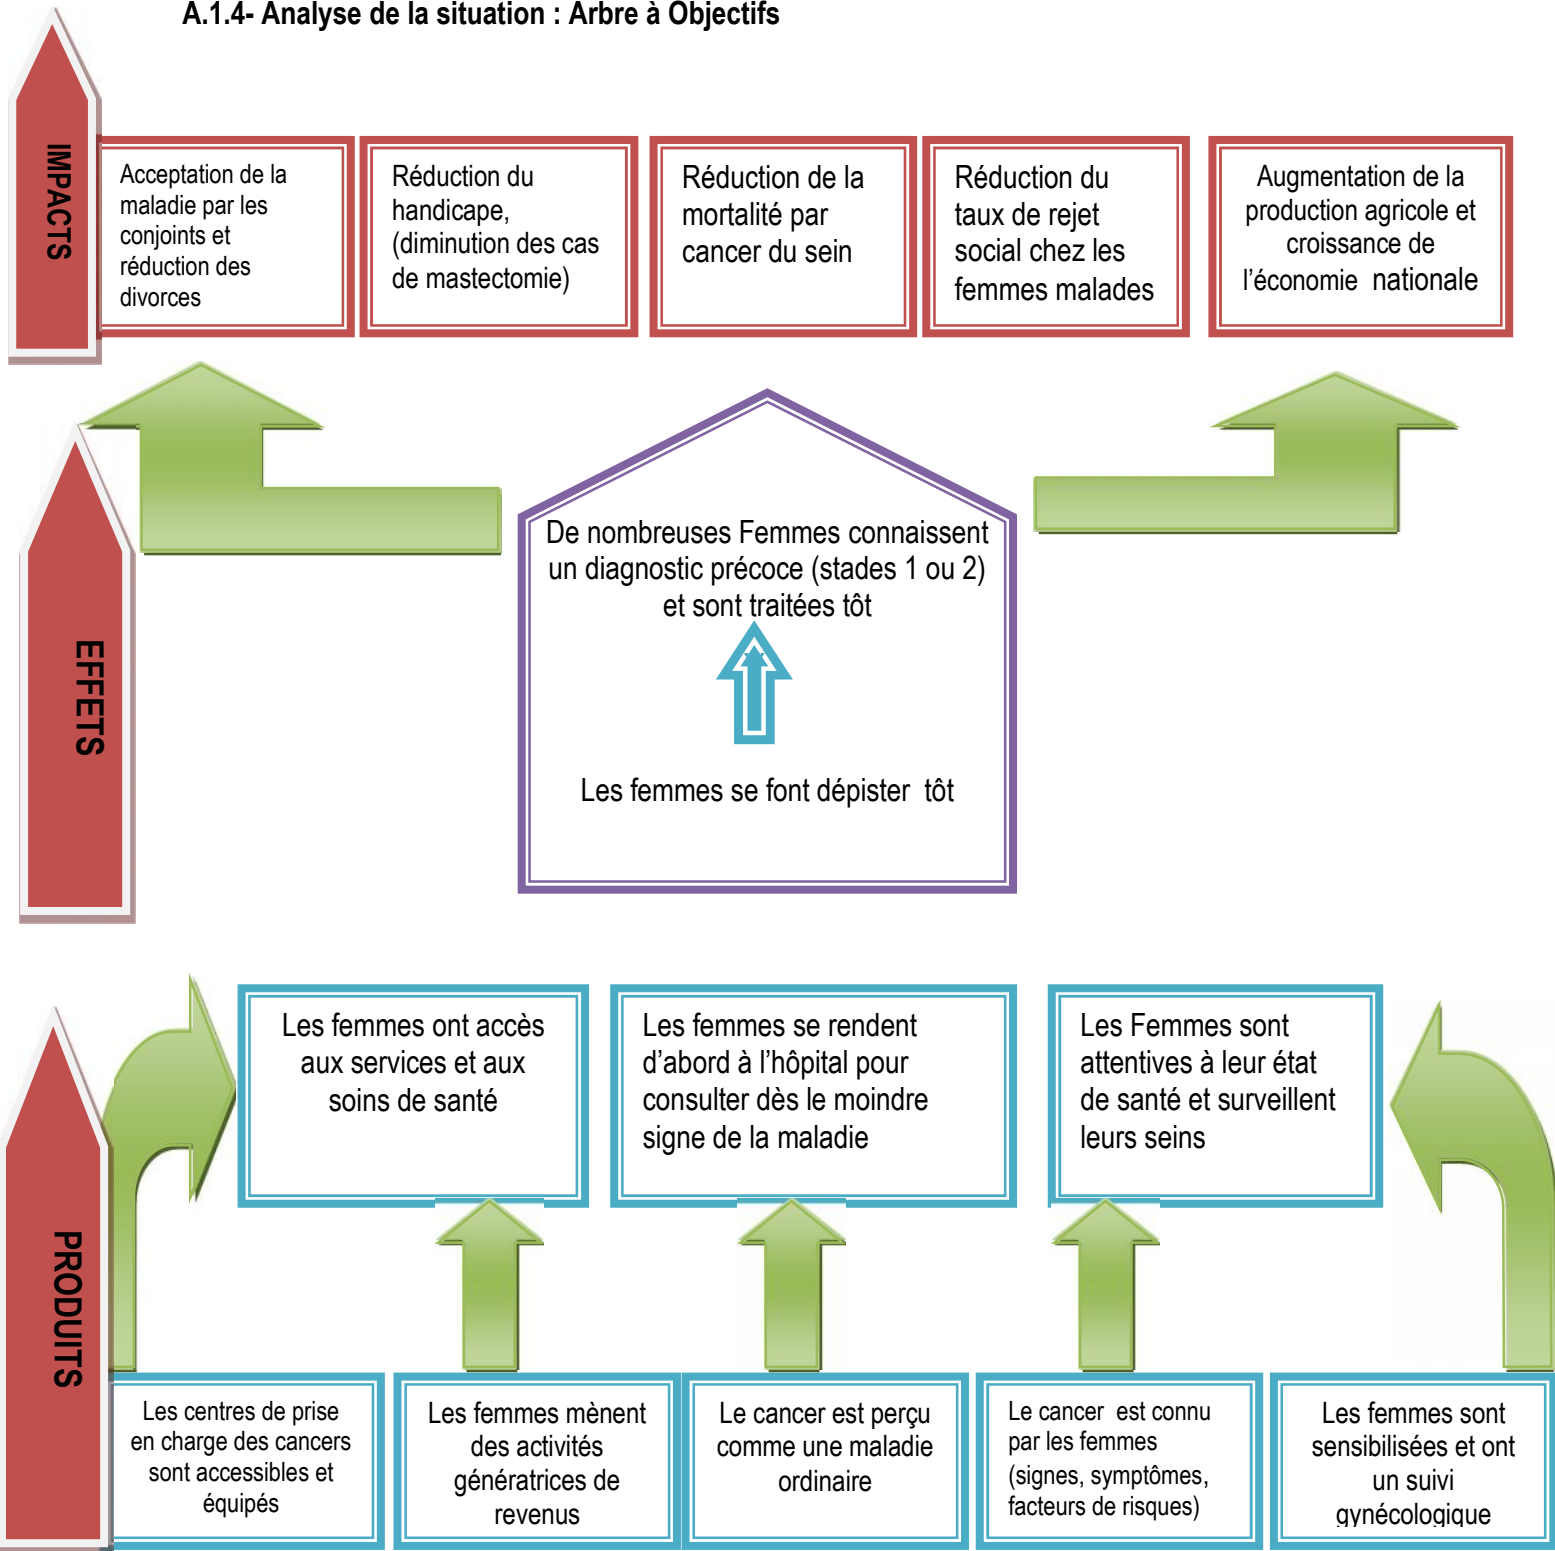 A.1.4- Analyse de la situation : Arbre à Objectifs
IMPACTS
Acceptation de la
maladie par les
conjoints et
réduction des
divorces
Réduction du
handicape,
(diminution des cas
de mastectomie)
Réduction de la
mortalité par
cancer du sein
Réduction du
taux de rejet
social chez les
femmes malades
Augmentation de la
production agricole et
croissance de
l’économie nationale
EFFETS
De nombreuses Femmes connaissent
un diagnostic précoce (stades 1 ou 2)
et sont traitées tôt
Les femmes se font dépister tôt
PRODUITS
Les femmes ont accès
aux services et aux
soins de santé
Les femmes se rendent
d’abord à l’hôpital pour
consulter dès le moindre
signe de la maladie
Les Femmes sont
attentives à leur état
de santé et surveillent
leurs seins
Les centres de prise
en charge des cancers
sont accessibles et
équipés
Les femmes mènent
des activités
génératrices de
revenus
Le cancer est perçu
comme une maladie
ordinaire
Le cancer est connu
par les femmes
(signes, symptômes,
facteurs de risques)
Les femmes sont
sensibilisées et ont
un suivi
gynécologique